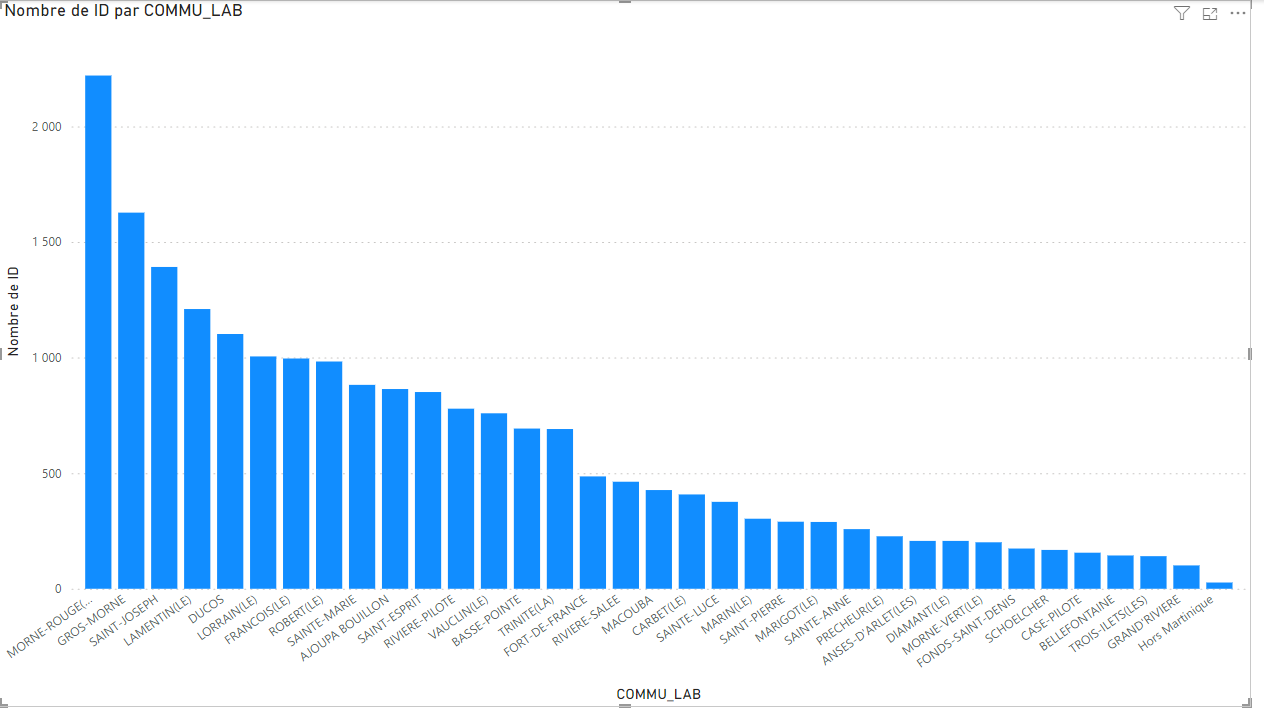 Nombre de ID par COMMU_LAB
Nombre de ID
2 000
1 500
1 000
500
0
MORNE-ROUGE(...
GROS-MORNE
SAINT-JOSEPH
LAMENTIN(LE)
DUCOS
LORRAIN(LE)
FRANCOIS(LE)
ROBERT(LE)
SAINTE-MARIE
AJOUPA BOUILLON
SAINT-ESPRIT
RIVIERE-PILOTE
VAUCLIN(LE)
BASSE-POINTE
TRINITE(LA)
FORT-DE-FRANCE
RIVIERE-SALEE
MACOUBA
CARBET(LE)
SAINTE-LUCE
MARIN(LE)
SAINT-PIERRE
MARIGOT(LE)
SAINTE-ANNE
PRECHEUR(LE)
ANSES-D'ARLET(LES)
DIAMANT(LE)
MORNE-VERT(LE)
FONDS-SAINT-DENIS
SCHOELCHER
CASE-PILOTE
BELLEFONTAINE
TROIS-ILETS(LES)
GRAND'RIVIERE
Hors Martinique
COMMU_LAB